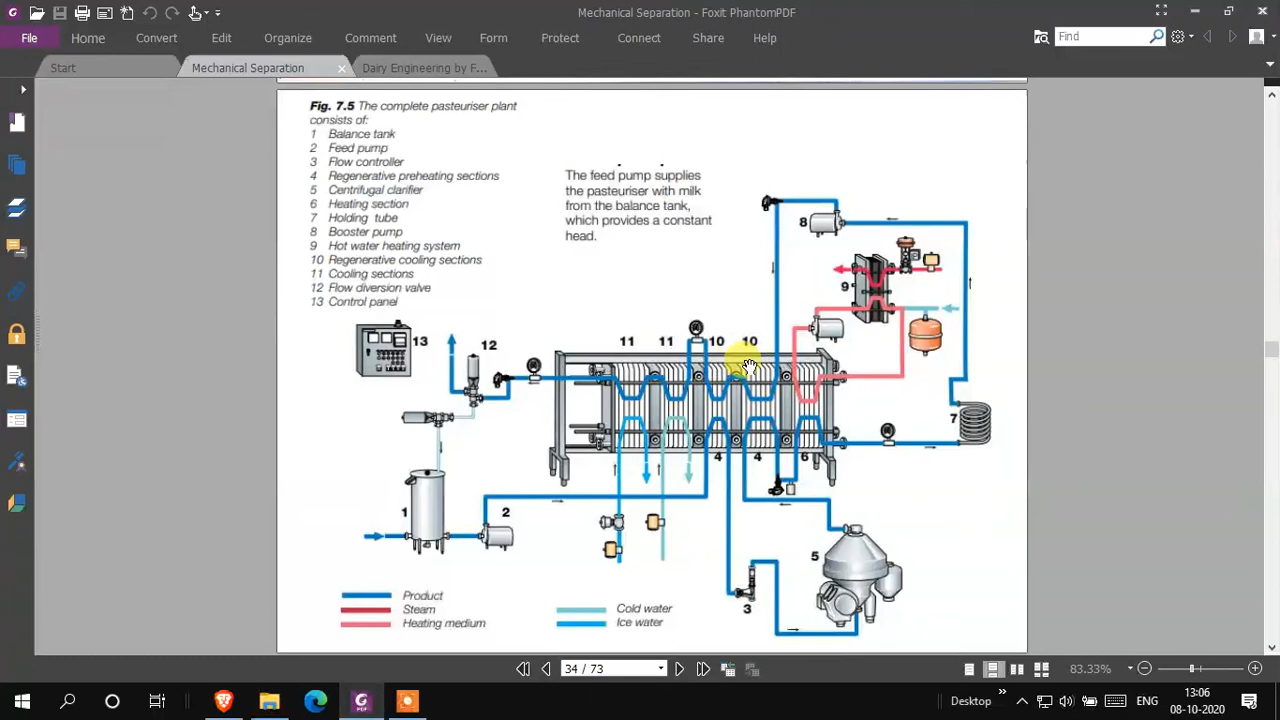 Mechanical Separation - Foxit PhantomPDF
File Home Convert Edit Organize Comment View Form Protect Connect Share Help
Find
Start
Mechanical Separation
Dairy Engineering by F...
Fig. 7.5 The complete pasteuriser plant
consists of:
1 Balance tank
2 Feed pump
3 Flow controller
4 Regenerative preheating sections
5 Centrifugal clarifier
6 Heating section
7 Holding tube
8 Booster pump
9 Hot water heating system
10 Regenerative cooling sections
11 Cooling sections
12 Flow diversion valve
13 Control panel
The feed pump supplies
the pasteuriser with milk
from the balance tank,
which provides a constant
head.
8
9
13
12
11 11 10 10
7
4 4 6
1
2
5
3
Product
Steam
Heating medium
Cold water
Ice water
34 / 73
83.33%
Desktop
ENG
13:06
08-10-2020